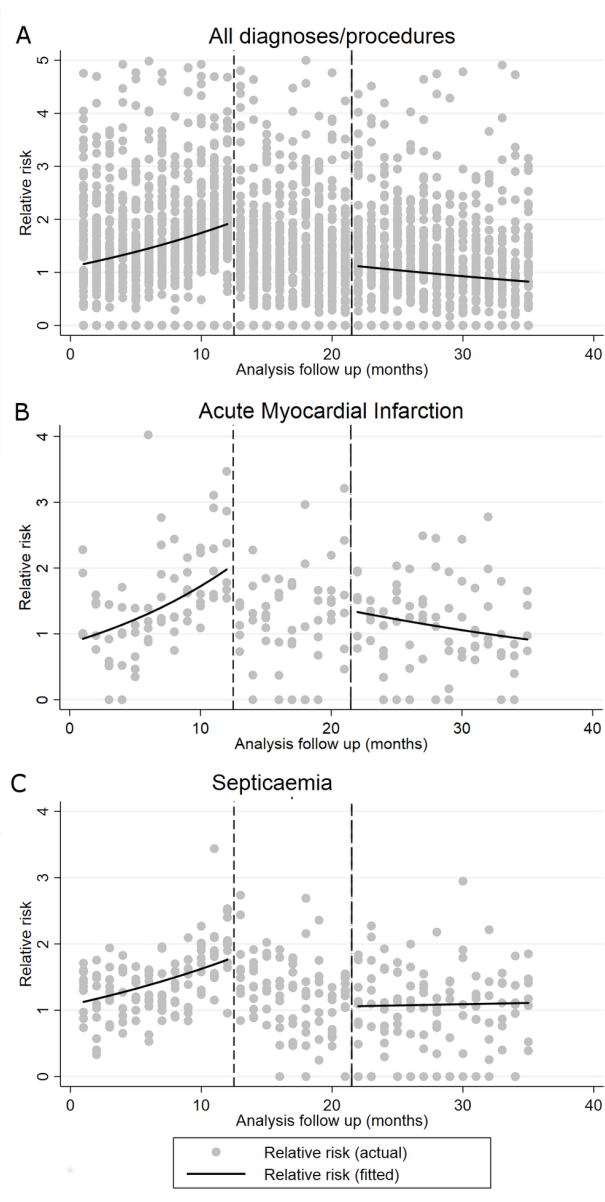 A
All diagnoses/procedures
Relative risk
5
4
3
2
1
0
0 10 20 30 40
Analysis follow up (months)
B
Acute Myocardial Infarction
Relative risk
4
3
2
1
0
0 10 20 30 40
Analysis follow up (months)
C
Septicaemia
Relative risk
4
3
2
1
0
0 10 20 30 40
Analysis follow up (months)
Relative risk (actual)
Relative risk (fitted)